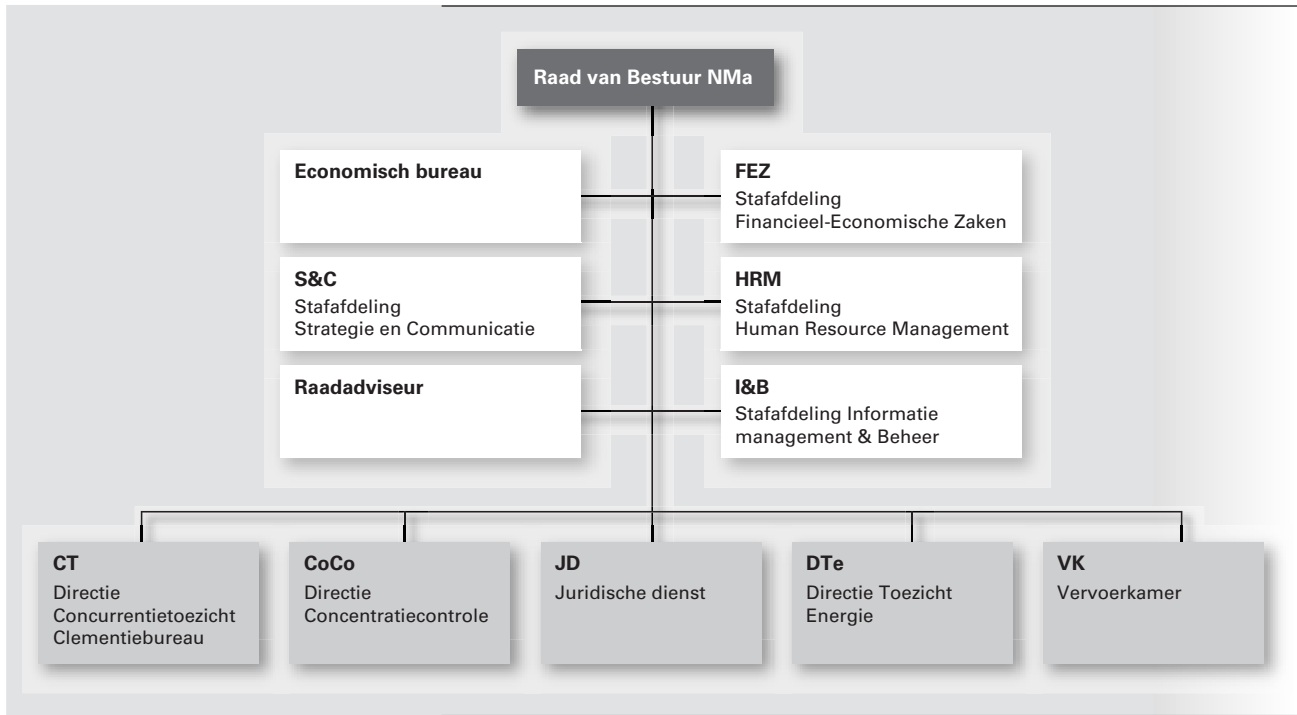 Raad van Bestuur NMa
Economisch bureau
FEZ
Stafafdeling
Financieel-Economische Zaken
S&C
Stafafdeling
Strategie en Communicatie
HRM
Stafafdeling
Human Resource Management
Raadadviseur
I&B
Stafafdeling Informatie
management & Beheer
CT
Directie
Concurrentietoezicht
Clementiebureau
CoCo
Directie
Concentratiecontrole
JD
Juridische dienst
DTe
Directie Toezicht
Energie
VK
Vervoerkamer